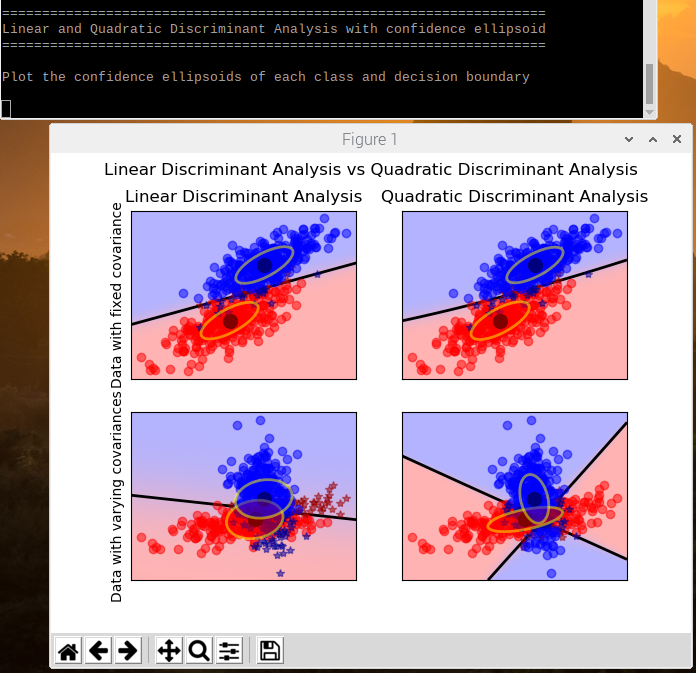 ======================================================================
Linear and Quadratic Discriminant Analysis with confidence ellipsoid
======================================================================
Plot the confidence ellipsoids of each class and decision boundary
Figure 1
Linear Discriminant Analysis vs Quadratic Discriminant Analysis
Linear Discriminant Analysis
Quadratic Discriminant Analysis
Data with fixed covariance
Data with varying covariances